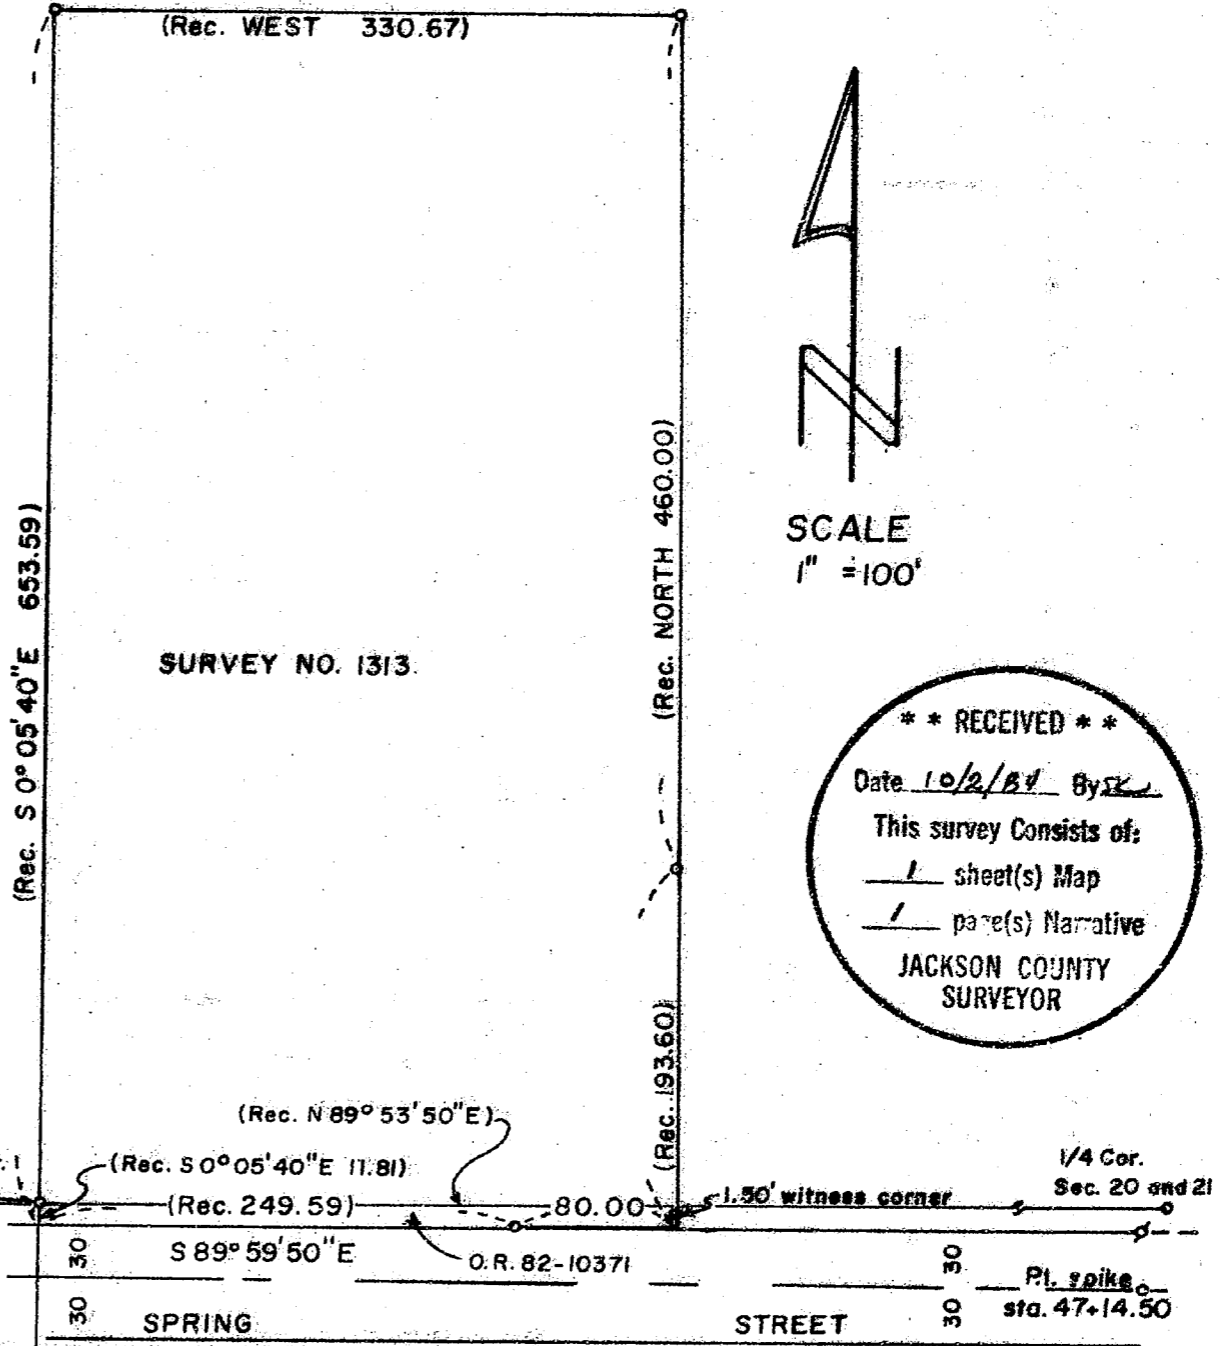 (Rec. WEST 330.67)
SCALE
1" = 100'
(Rec. S 0° 05' 40" E 653.59)
(Rec. NORTH 460.00)
SURVEY NO. 1313.
* * RECEIVED * *
Date 10/2/84 By SK
This survey Consists of:
1 sheet(s) Map
1 page(s) Narrative
JACKSON COUNTY
SURVEYOR
(Rec. 193.60)
(Rec. N 89° 53' 50" E)
(Rec. S 0° 05' 40" E 11.81)
1/4 Cor.
Sec. 20 and 21
(Rec. 249.59)
80.00
1.50' witness corner
S 89° 59' 50" E
O.R. 82-10371
30
30
P.I. spike
sta. 47+14.50
30
SPRING
STREET
30
N